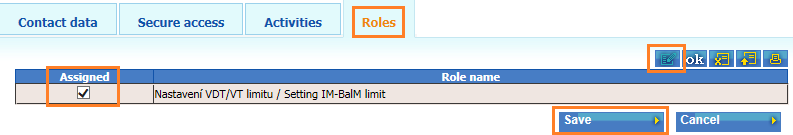 Contact data Secure access Activities Roles
ok
Assigned Role name
Nastavení VDT/VT limitu / Setting IM-BalM limit
Save Cancel